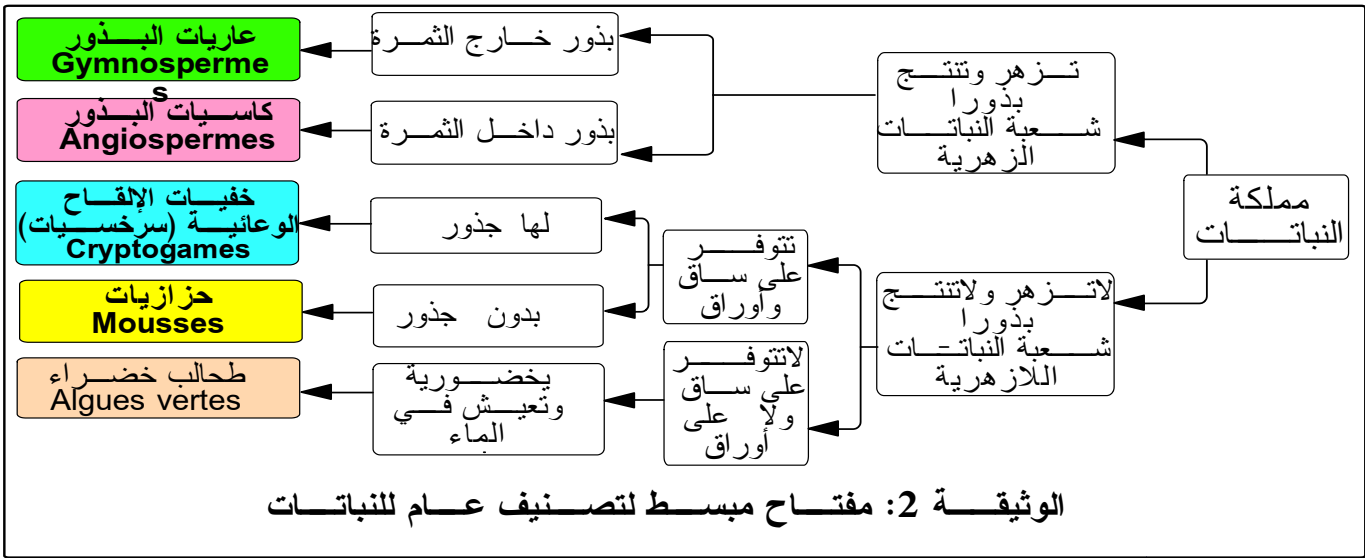 مملكة
النباتات
تزهر وتنتج
بذورا
شعبة النباتات
الزهرية
بذور خارج الثمرة
عاريات البذور
Gymnosperme
s
بذور داخل الثمرة
كاسيات البذور
Angiospermes
لاتزهر ولاتنتج
بذورا
شعبة النبات-ات
اللازهرية
تتوفر
على ساق
وأوراق
لها جذور
خفيات الإلقاح
الوعائية (سرخسيات)
Cryptogames
بدون جذور
حزازيات
Mousses
لاتتوفر
على ساق
ولا على
أوراق
يخضورية
وتعيش في
الماء
طحالب خضراء
Algues vertes
الوثيقة 2: مفتاح مبسط لتصنيف عام للنباتات